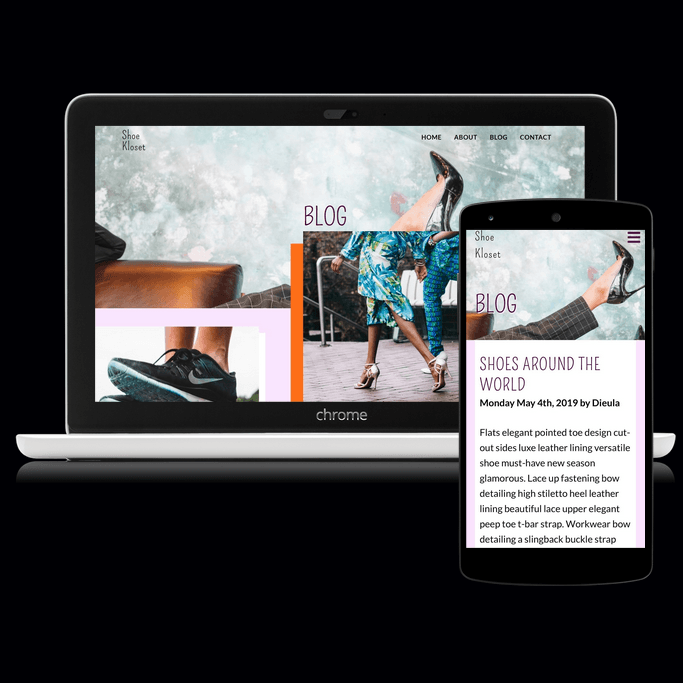 Shoe
Kloset
HOME ABOUT BLOG CONTACT
BLOG
chrome
Shoe
Kloset
BLOG
SHOES AROUND THE
WORLD
Monday May 4th, 2019 by Dieula
Flats elegant pointed toe design cut-
out sides luxe leather lining versatile
shoe must-have new season
glamorous. Lace up fastening bow
detailing high stiletto heel leather
lining beautiful lace upper elegant
peep toe t-bar strap. Workwear bow
detailing a slingback buckle strap